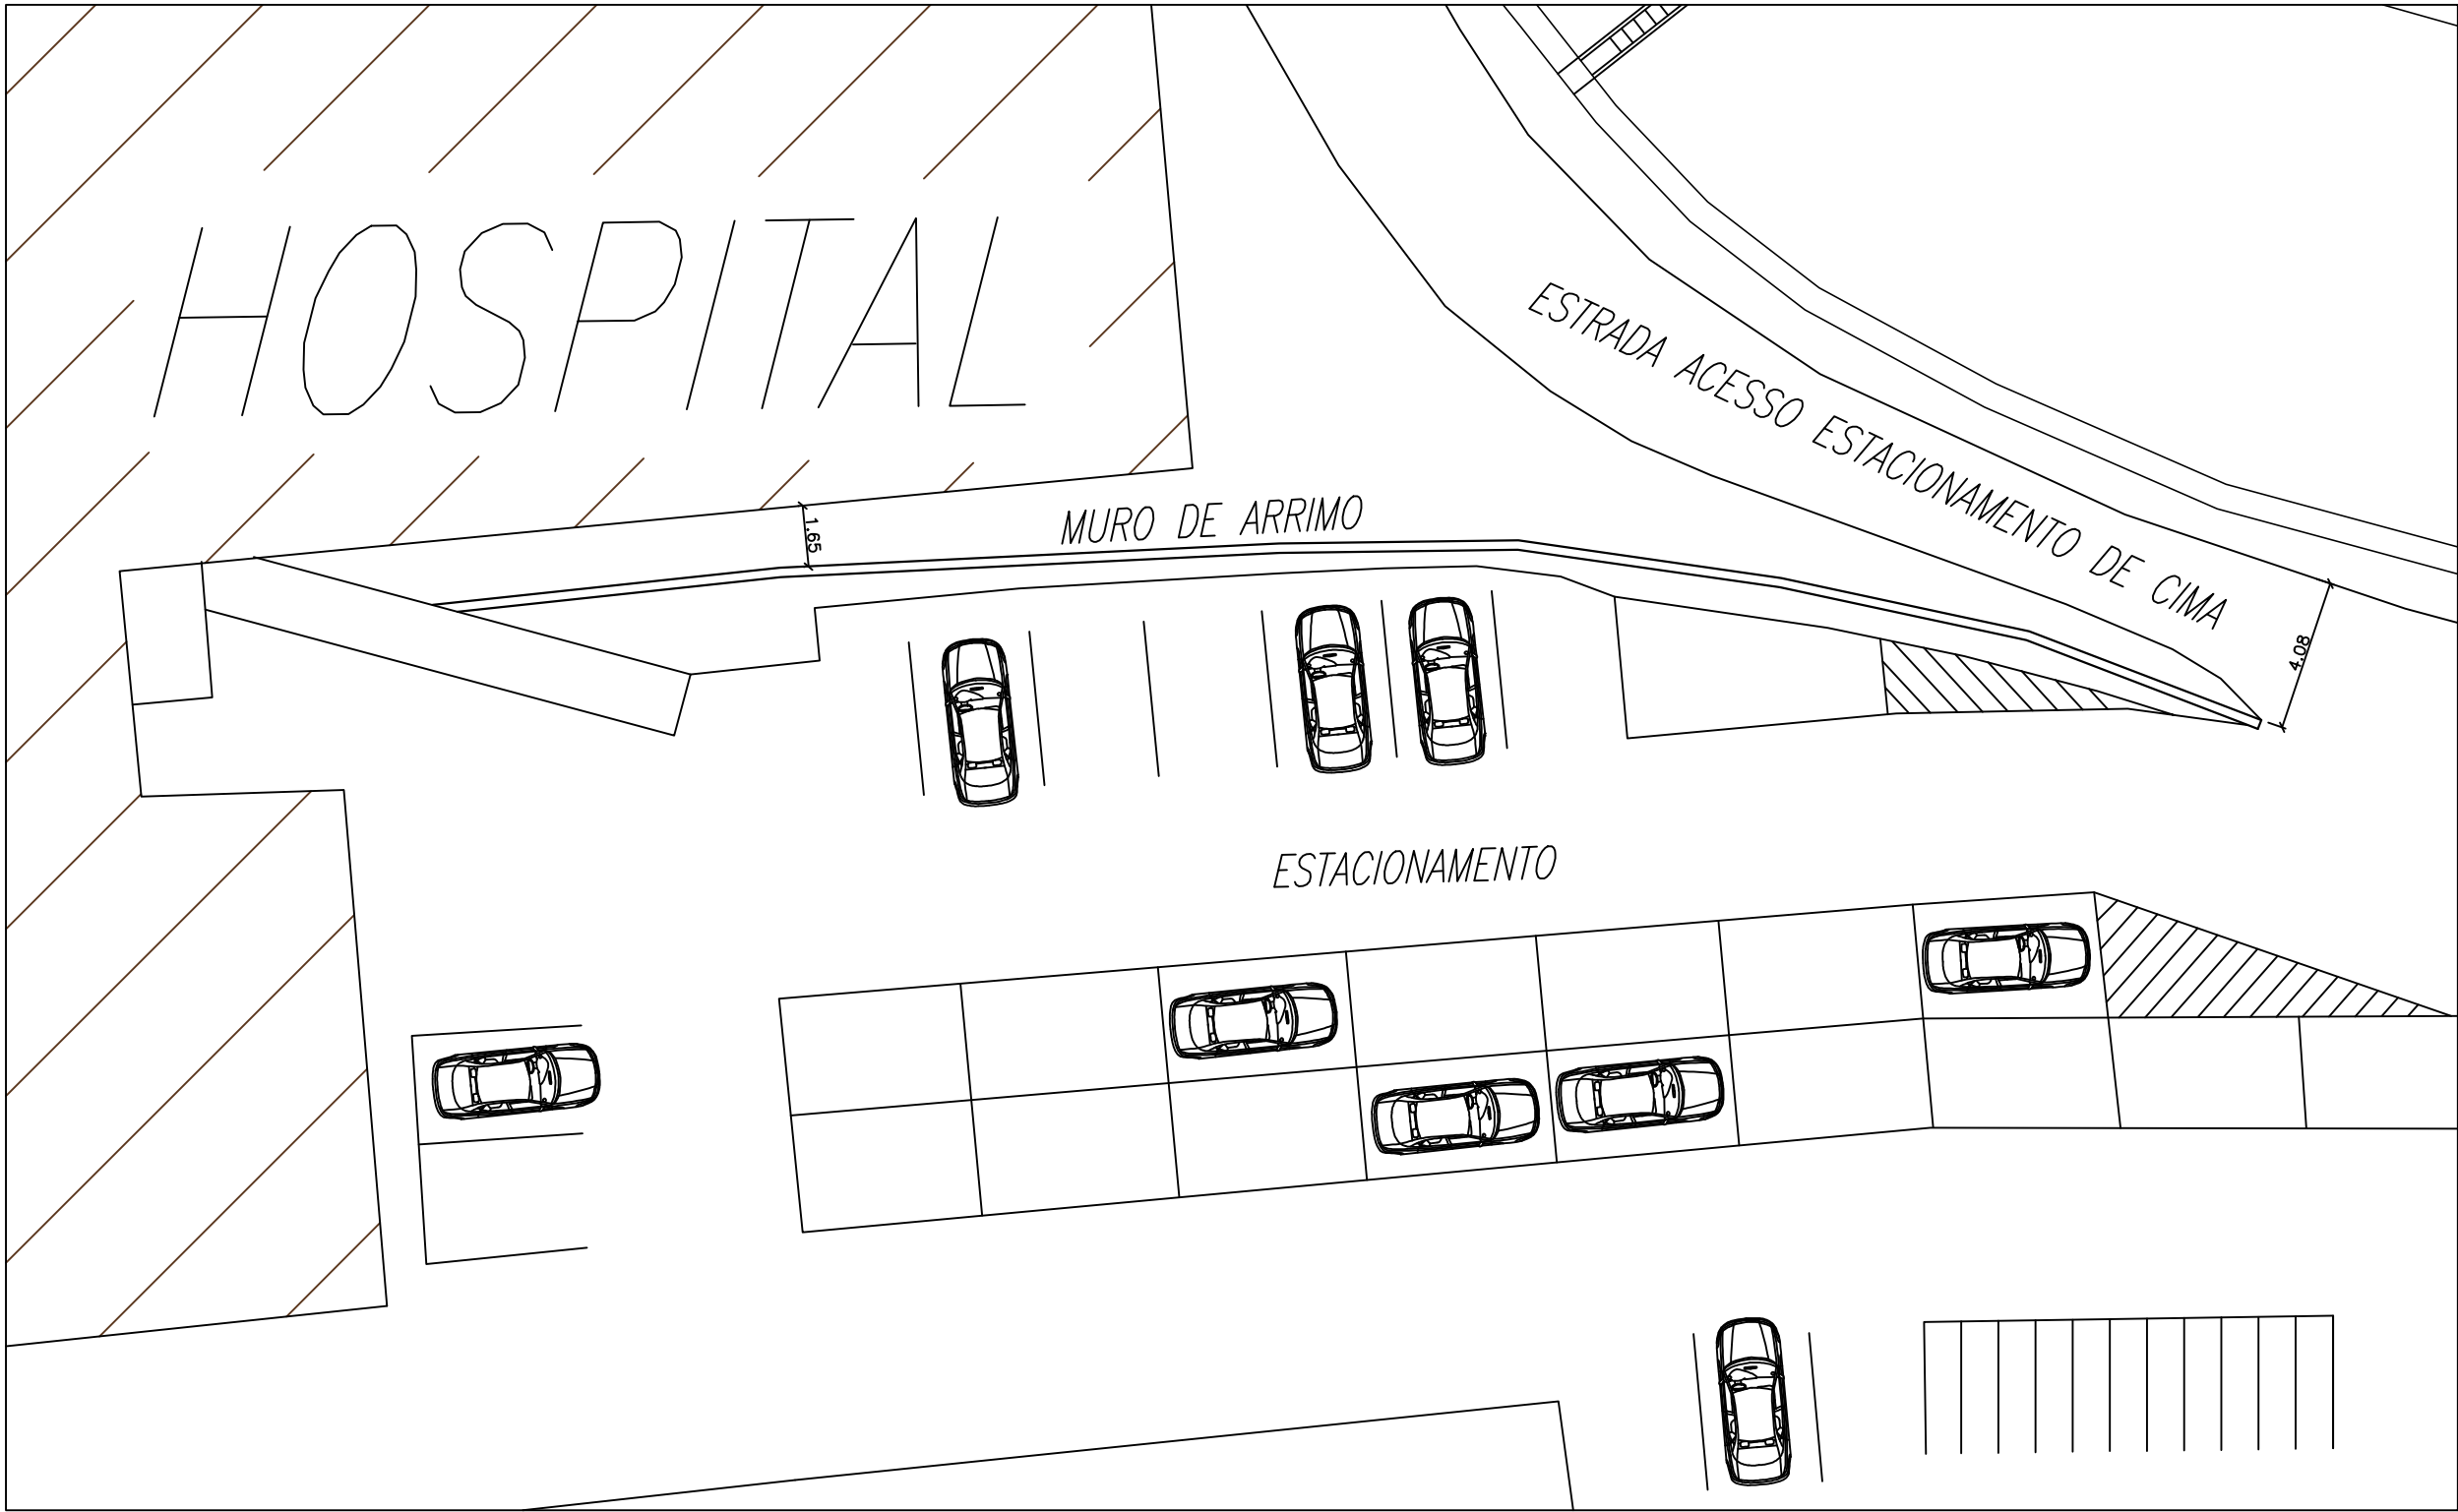 HOSPITAL
ESTRADA ACESSO ESTACIONAMENTO DE CIMA
MURO DE ARRIMO
1.65
4.08
ESTACIONAMENTO